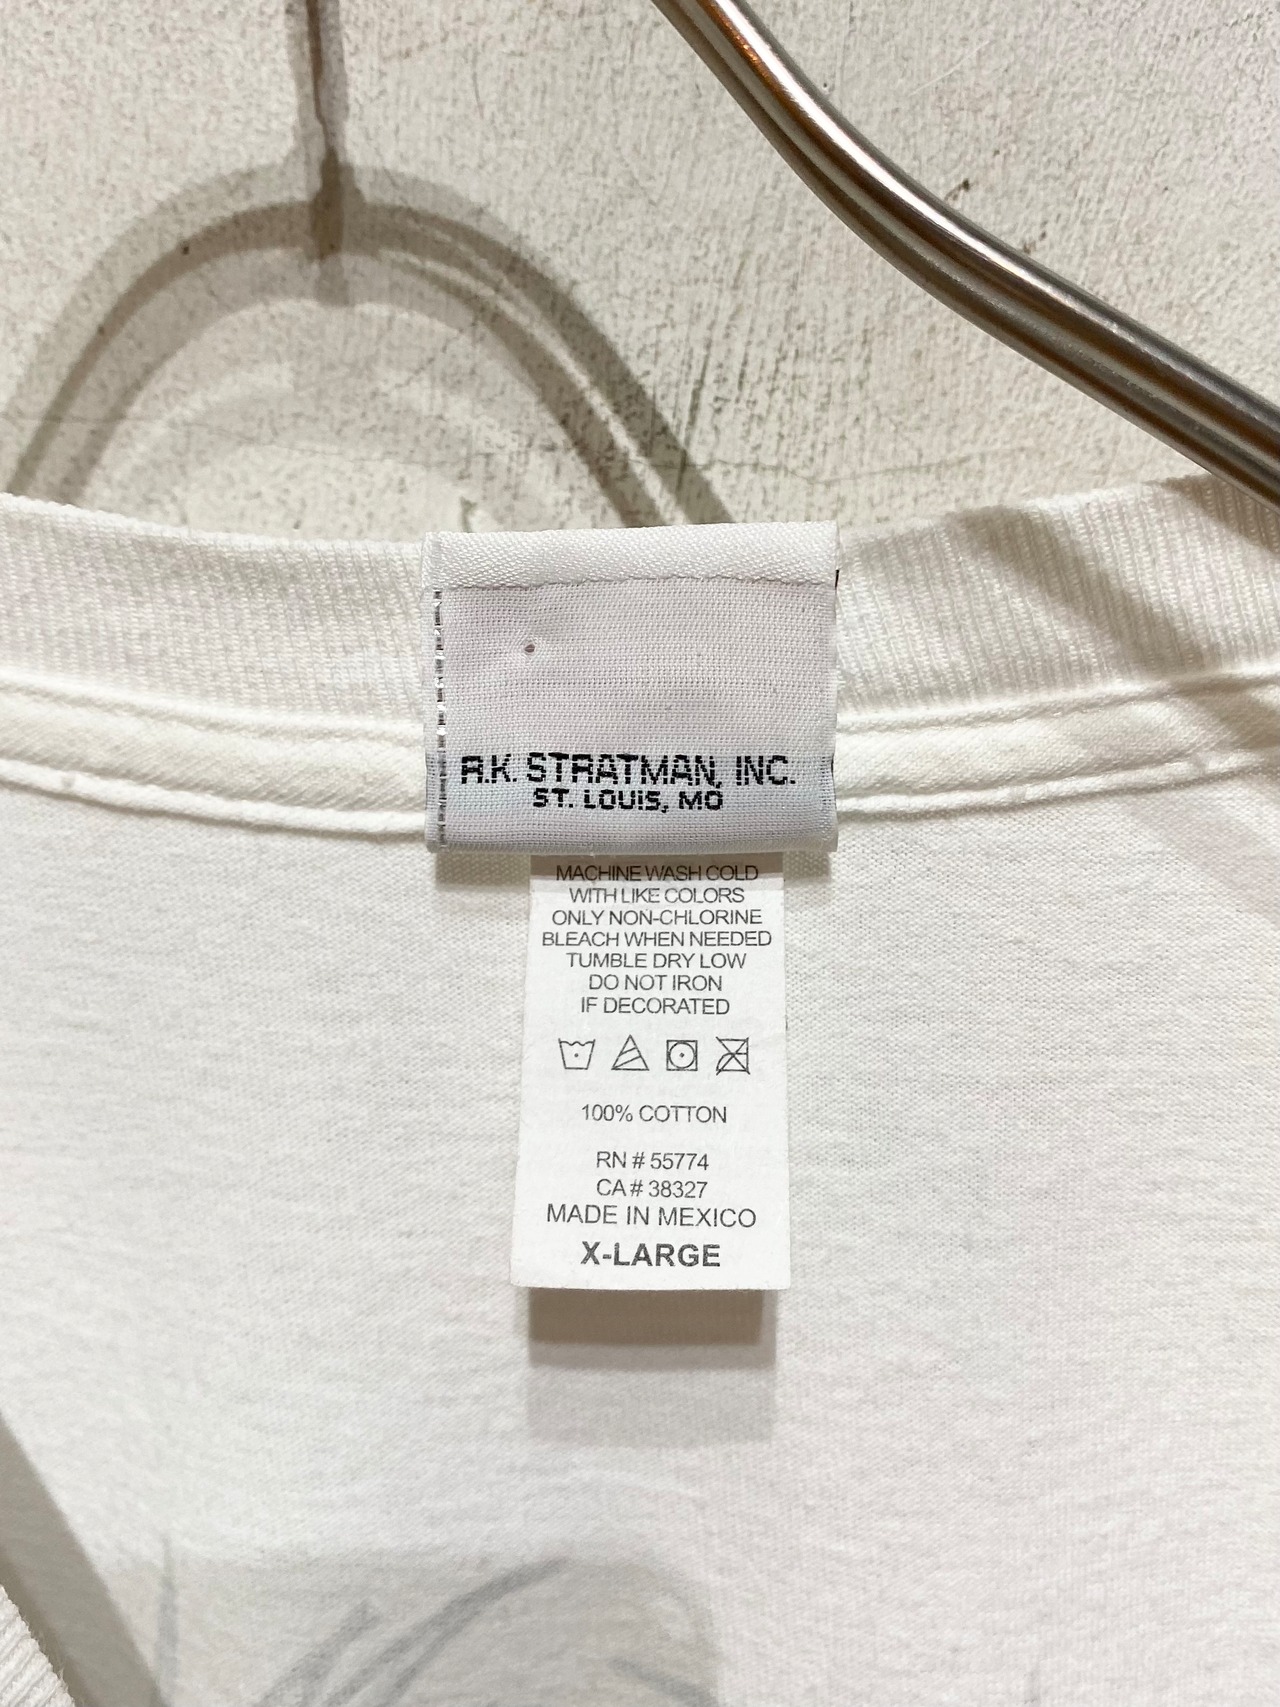 R.K. STRATMAN, INC.
ST. LOUIS, MO
MACHINE WASH COLD
WITH LIKE COLORS
ONLY NON-CHLORINE
BLEACH WHEN NEEDED
TUMBLE DRY LOW
DO NOT IRON
IF DECORATED
100% COTTON
RN # 55774
CA # 38327
MADE IN MEXICO
X-LARGE